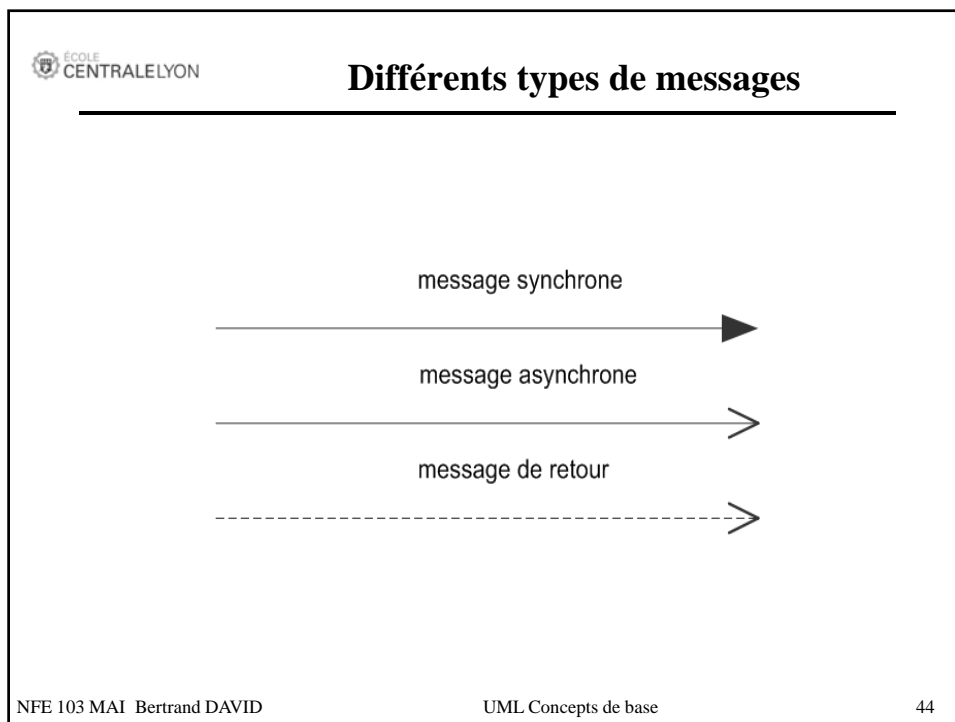 ÉCOLE
CENTRALELYON
Différents types de messages
message synchrone
message asynchrone
message de retour
NFE 103 MAI Bertrand DAVID UML Concepts de base 44